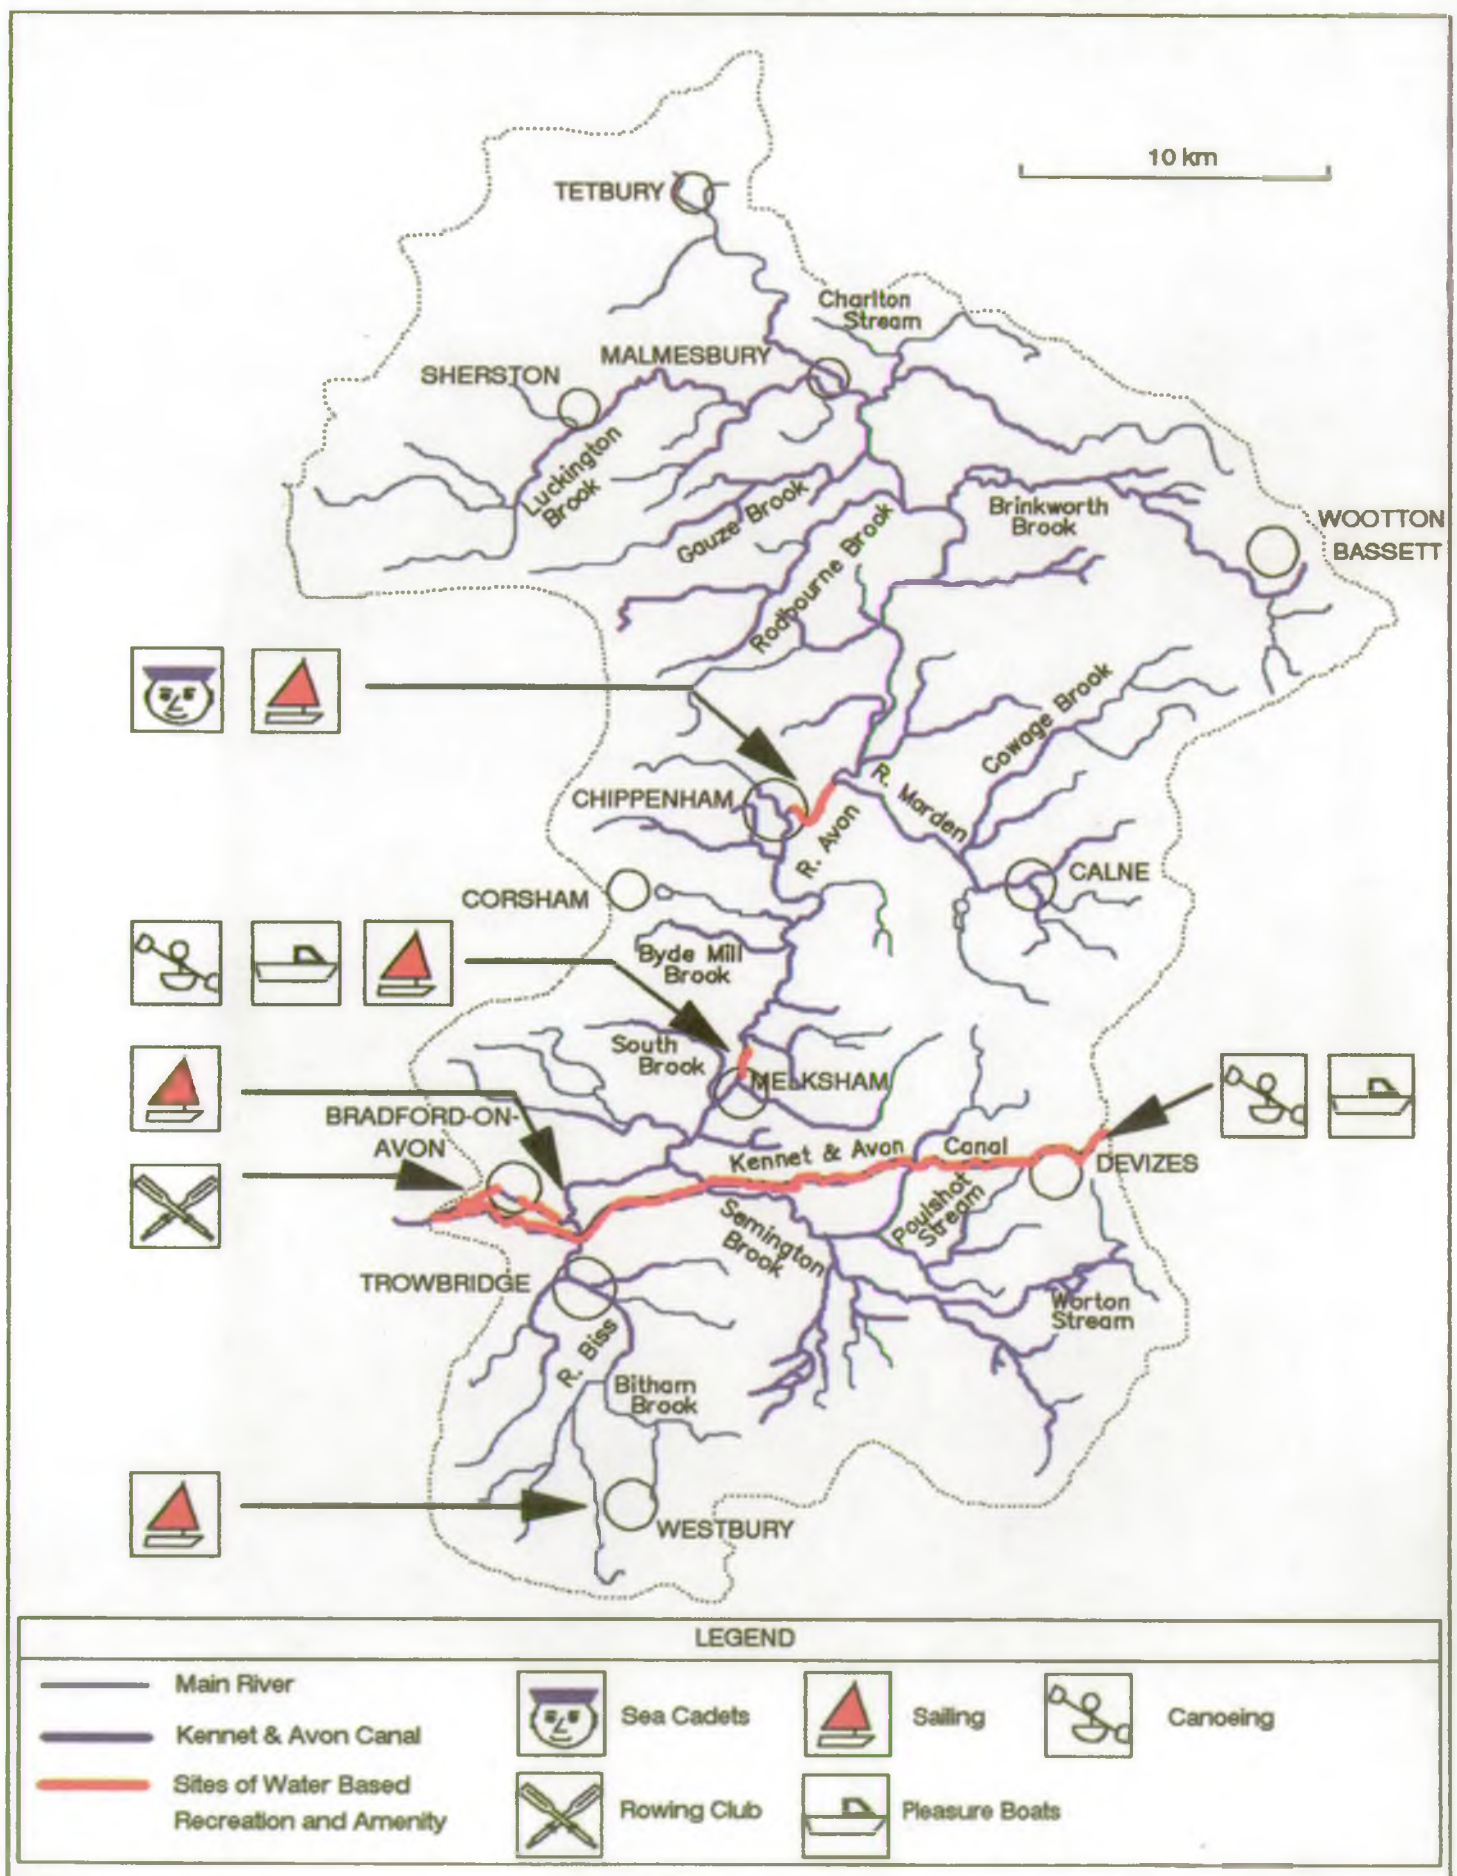 10 km
TETBURY
Charlton
Stream
MALMESBURY
SHERSTON
Luckington
Brook
Gauze Brook
Rodbourne Brook
Brinkworth
Brook
WOOTTON
BASSETT
Cowage Brook
R. Marden
CHIPPENHAM
R. Avon
CALNE
CORSHAM
Byde Mill
Brook
South
Brook
MELKSHAM
BRADFORD-ON-
AVON
Kennet & Avon Canal
DEVIZES
Poulshot
Stream
Semington
Brook
TROWBRIDGE
Worton
Stream
R. Biss
Bitham
Brook
WESTBURY
LEGEND
Main River
Kennet & Avon Canal
Sites of Water Based
Recreation and Amenity
Sea Cadets
Sailing
Canoeing
Rowing Club
Pleasure Boats